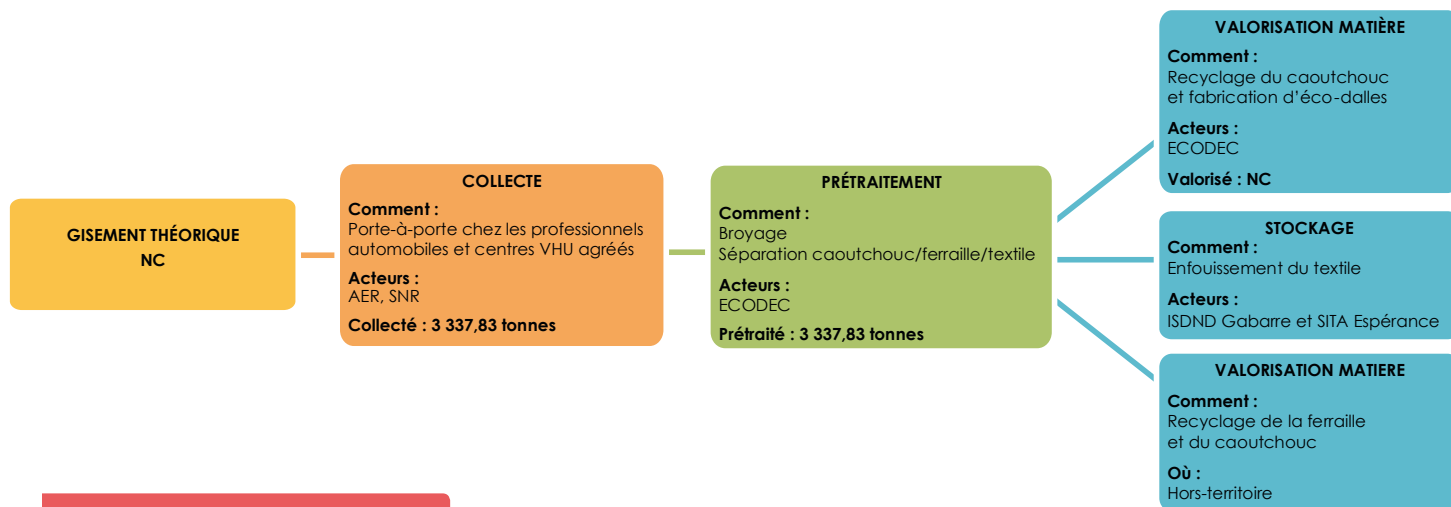 GISEMENT THÉORIQUE
NC
COLLECTE
Comment :
Porte-à-porte chez les professionnels
automobiles et centres VHU agréés
Acteurs :
AER, SNR
Collecté : 3 337,83 tonnes
PRÉTRAITEMENT
Comment :
Broyage
Séparation caoutchouc/ferraille/textile
Acteurs :
ECODEC
Prétraité : 3 337,83 tonnes
VALORISATION MATIÈRE
Comment :
Recyclage du caoutchouc
et fabrication d'éco-dalles
Acteurs :
ECODEC
Valorisé : NC
STOCKAGE
Comment :
Enfouissement du textile
Acteurs :
ISDND Gabarre et SITA Espérance
VALORISATION MATIERE
Comment :
Recyclage de la ferraille
et du caoutchouc
Où :
Hors-territoire